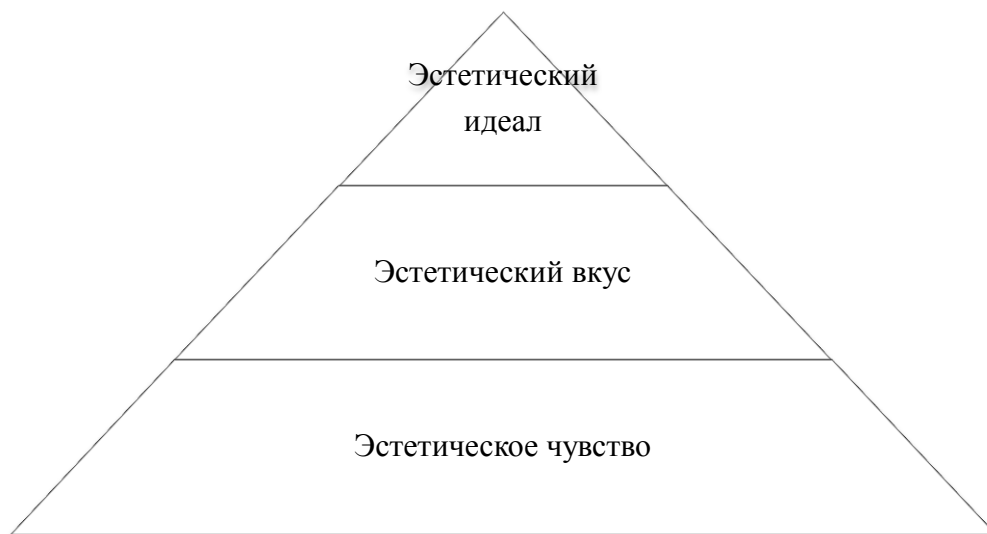 Эстетический
идеал
Эстетический вкус
Эстетическое чувство